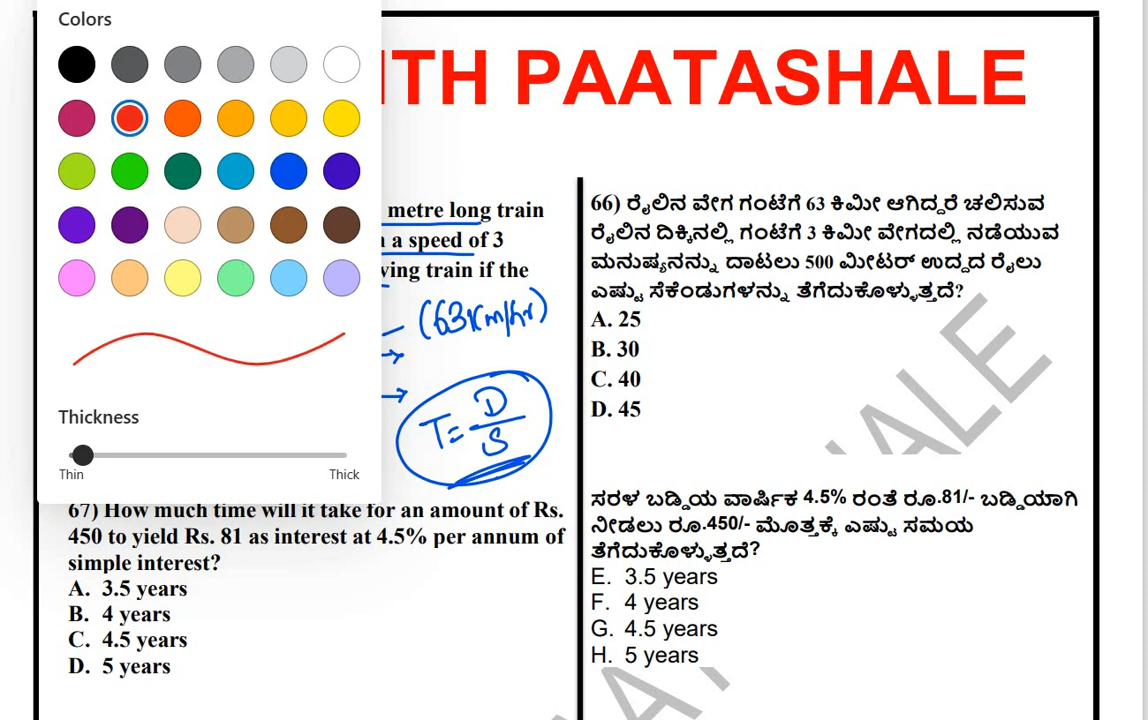 Colors
ITH PAATASHALE
metre long train
a speed of 3
ving train if the
(63Km/hr)
T= D
S
Thickness
Thin Thick
67) How much time will it take for an amount of Rs.
450 to yield Rs. 81 as interest at 4.5% per annum of
simple interest?
A. 3.5 years
B. 4 years
C. 4.5 years
D. 5 years
66) ರೈಲಿನ ವೇಗ ಗಂಟೆಗೆ 63 ಕಿಮೀ ಆಗಿದ್ದರೆ ಚಲಿಸುವ
ರೈಲಿನ ದಿಕ್ಕಿನಲ್ಲಿ ಗಂಟೆಗೆ 3 ಕಿಮೀ ವೇಗದಲ್ಲಿ ನಡೆಯುವ
ಮನುಷ್ಯನನ್ನು ದಾಟಲು 500 ಮೀಟರ್ ಉದ್ದದ ರೈಲು
ಎಷ್ಟು ಸೆಕೆಂಡುಗಳನ್ನು ತೆಗೆದುಕೊಳ್ಳುತ್ತದೆ?
A. 25
B. 30
C. 40
D. 45
ಸರಳ ಬಡ್ಡಿಯ ವಾರ್ಷಿಕ 4.5% ರಂತೆ ರೂ.81/- ಬಡ್ಡಿಯಾಗಿ
ನೀಡಲು ರೂ.450/- ಮೊತ್ತಕ್ಕೆ ಎಷ್ಟು ಸಮಯ
ತೆಗೆದುಕೊಳ್ಳುತ್ತದೆ?
E. 3.5 years
F. 4 years
G. 4.5 years
H. 5 years